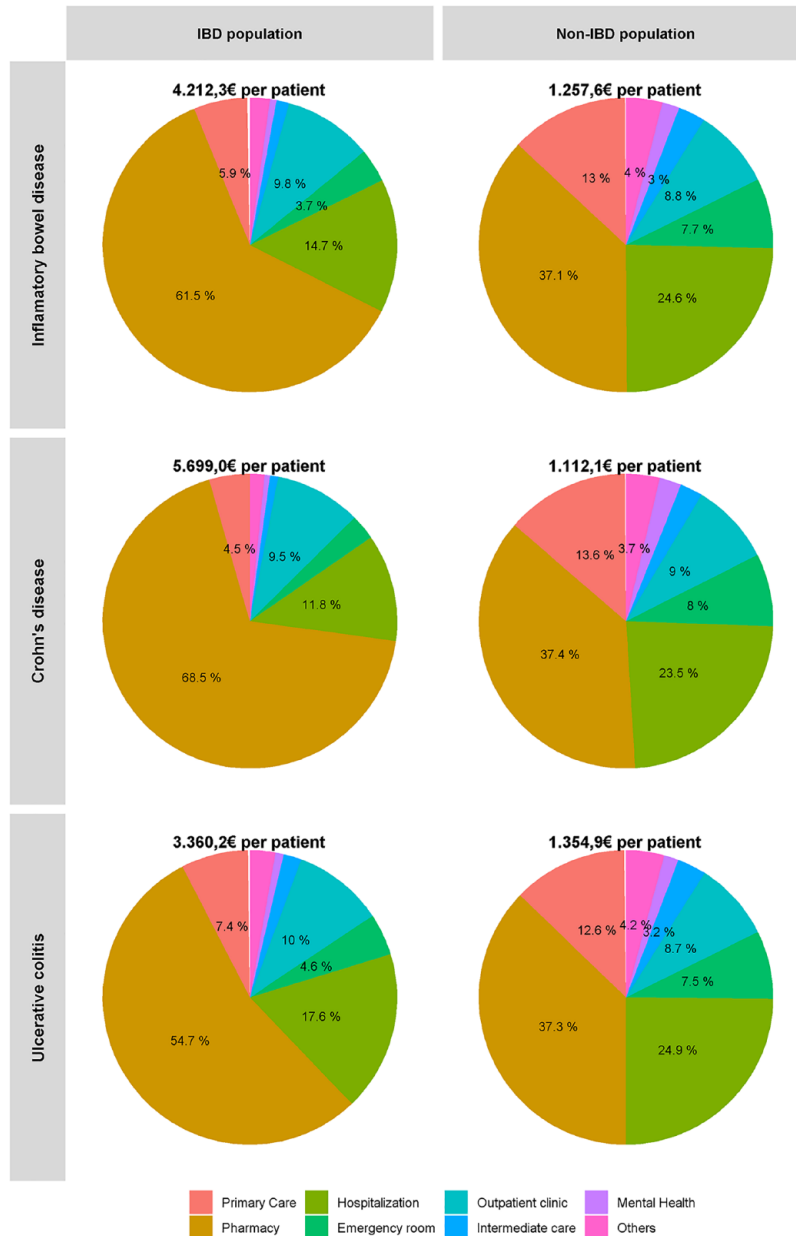 IBD population
Non-IBD population
Inflamatory bowel disease
4.212,3€ per patient
5.9 %
9.8 %
3.7 %
14.7 %
61.5 %
1.257,6€ per patient
13 %
4 %
3 %
8.8 %
7.7 %
37.1 %
24.6 %
Crohn's disease
5.699,0€ per patient
4.5 %
9.5 %
11.8 %
68.5 %
1.112,1€ per patient
13.6 %
3.7 %
9 %
8 %
37.4 %
23.5 %
Ulcerative colitis
3.360,2€ per patient
7.4 %
10 %
4.6 %
17.6 %
54.7 %
1.354,9€ per patient
12.6 %
4.2 %
3.2 %
8.7 %
7.5 %
37.3 %
24.9 %
Primary Care
Hospitalization
Outpatient clinic
Mental Health
Pharmacy
Emergency room
Intermediate care
Others